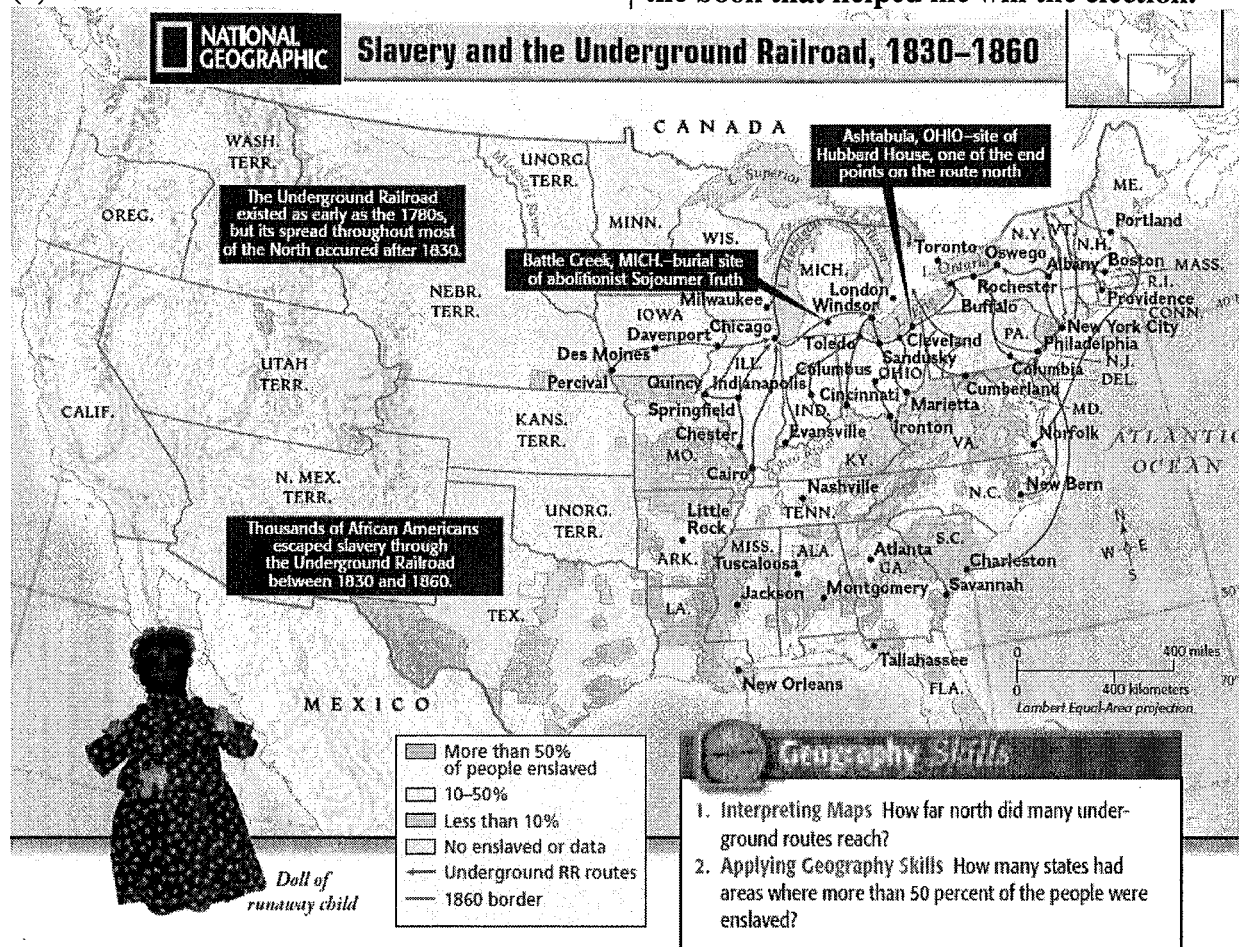 the book that helped me win the election.
NATIONAL
GEOGRAPHIC
Slavery and the Underground Railroad, 1830–1860
CANADA
Ashtabula, OHIO–site of
Hubbard House, one of the end
points on the route north
WASH.
TERR.
UNORG.
TERR.
Missouri River
L. Superior
ME.
The Underground Railroad
existed as early as the 1780s,
but its spread throughout most
of the North occurred after 1830.
OREG.
MINN.
WIS.
Portland
N.Y.
VT.
N.H.
Toronto
Oswego
Battle Creek, MICH.–burial site
of abolitionist Sojourner Truth
MICH.
L. Ontario
Albany
Boston
MASS.
London
Rochester
R.I.
NEBR.
TERR.
Milwaukee
Windsor
Buffalo
Providence
CONN.
IOWA
Davenport
Chicago
PA.
New York City
Toledo
Cleveland
Philadelphia
Des Moines
ILL.
Sandusky
N.J.
UTAH
TERR.
Columbus
OHIO
Columbia
DEL.
Percival
Quincy
Indianapolis
Cumberland
CALIF.
Springfield
IND.
Cincinnati
Marietta
MD.
KANS.
TERR.
Chester
Evansville
Ironton
VA.
Norfolk
ATLANTIC
OCEAN
MO.
Ohio River
KY.
Cairo
N. MEX.
TERR.
Nashville
N.C.
New Bern
UNORG.
TERR.
Little
Rock
TENN.
Thousands of African Americans
escaped slavery through
the Underground Railroad
between 1830 and 1860.
N
W E
S
S.C.
MISS.
ALA.
Atlanta
ARK.
Tuscaloosa
GA.
Charleston
Jackson
Montgomery
Savannah
TEX.
LA.
30°
Tallahassee
0 400 miles
New Orleans
FLA.
0 400 kilometers
70°
Lambert Equal-Area projection
MEXICO
More than 50%
of people enslaved
10–50%
Less than 10%
No enslaved or data
Underground RR routes
1860 border
Doll of
runaway child
Geography Skills
1. Interpreting Maps How far north did many under-
ground routes reach?
2. Applying Geography Skills How many states had
areas where more than 50 percent of the people were
enslaved?